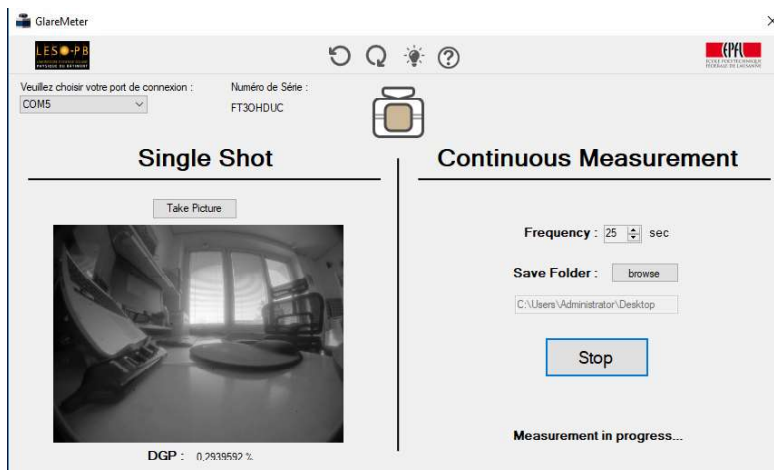 GlareMeter
LESO-PB
EPFL
Veuillez choisir votre port de connexion :
Numéro de Série :
COM5
FT3OHDUC
Single Shot
Continuous Measurement
Take Picture
Frequency : 25 sec
Save Folder : browse
C:\Users\Administrator\Desktop
Stop
Measurement in progress...
DGP : 0,2939592 %